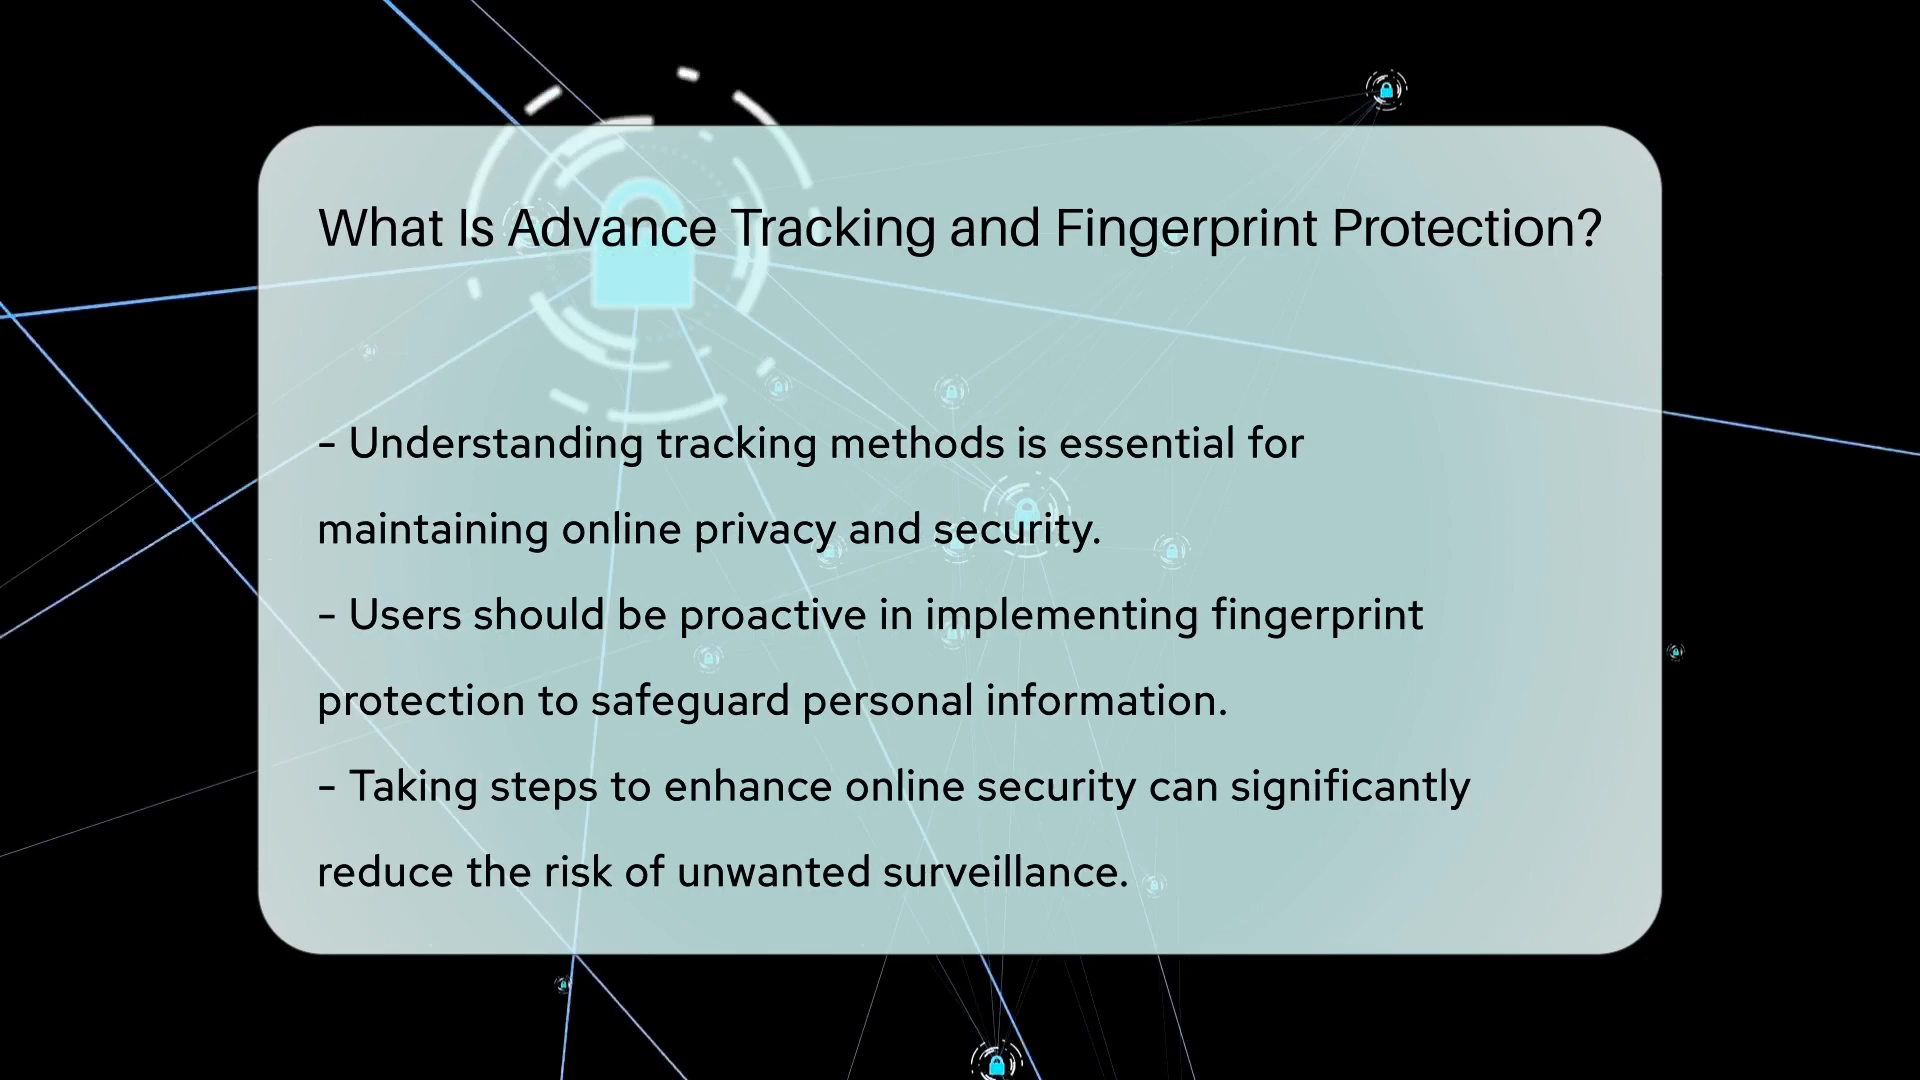 What Is Advance Tracking and Fingerprint Protection?
- Understanding tracking methods is essential for
maintaining online privacy and security.
- Users should be proactive in implementing fingerprint
protection to safeguard personal information.
- Taking steps to enhance online security can significantly
reduce the risk of unwanted surveillance.